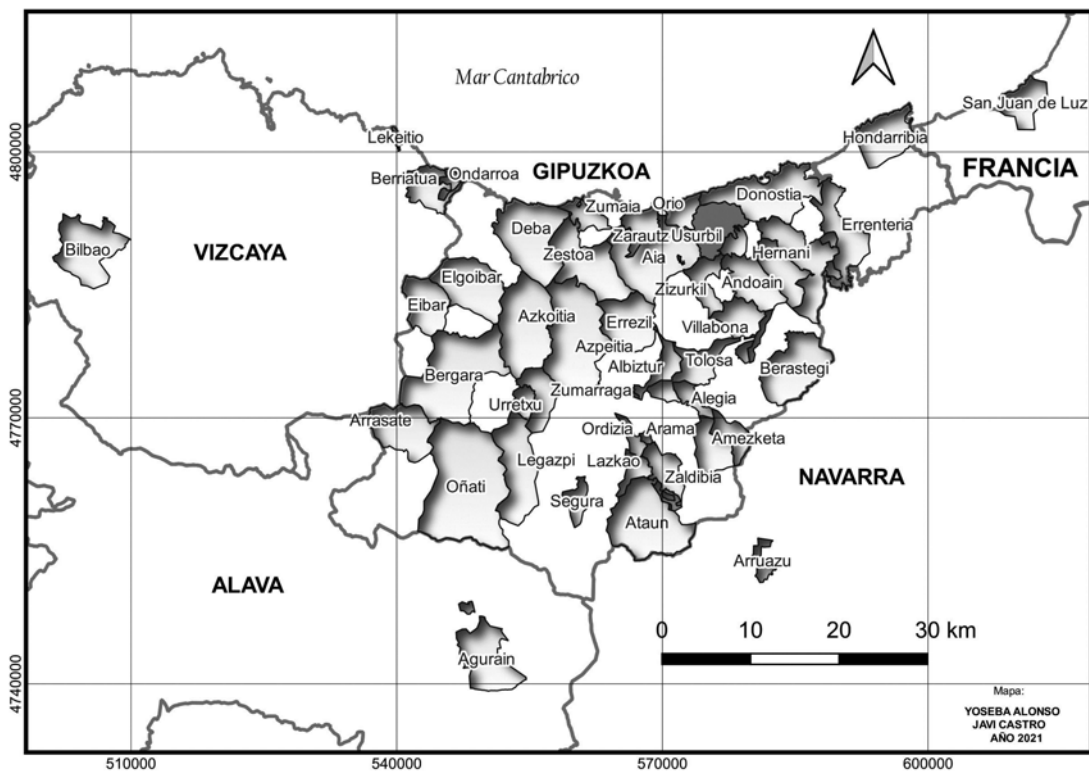 Mar Cantabrico
San Juan de Luz
Hondarribia
Lekeitio
4800000
GIPUZKOA
FRANCIA
Berriatua
Ondarroa
Donostia
Zumaia
Orio
Errenteria
Deba
Zarautz
Usurbil
Bilbao
VIZCAYA
Zestoa
Aia
Hernani
Elgoibar
Zizurkil
Andoain
Eibar
Azkoitia
Errezil
Villabona
Azpeitia
Albiztur
Tolosa
Berastegi
Bergara
Zumarraga
Alegia
Urretxu
4770000
Arrasate
Ordizia
Arama
Amezketa
Legazpi
Lazkao
Zaldibia
NAVARRA
Oñati
Segura
Ataun
Arruazu
ALAVA
0 10 20 30 km
Agurain
4740000
Mapa:
YOSEBA ALONSO
JAVI CASTRO
AÑO 2021
510000 540000 570000 600000